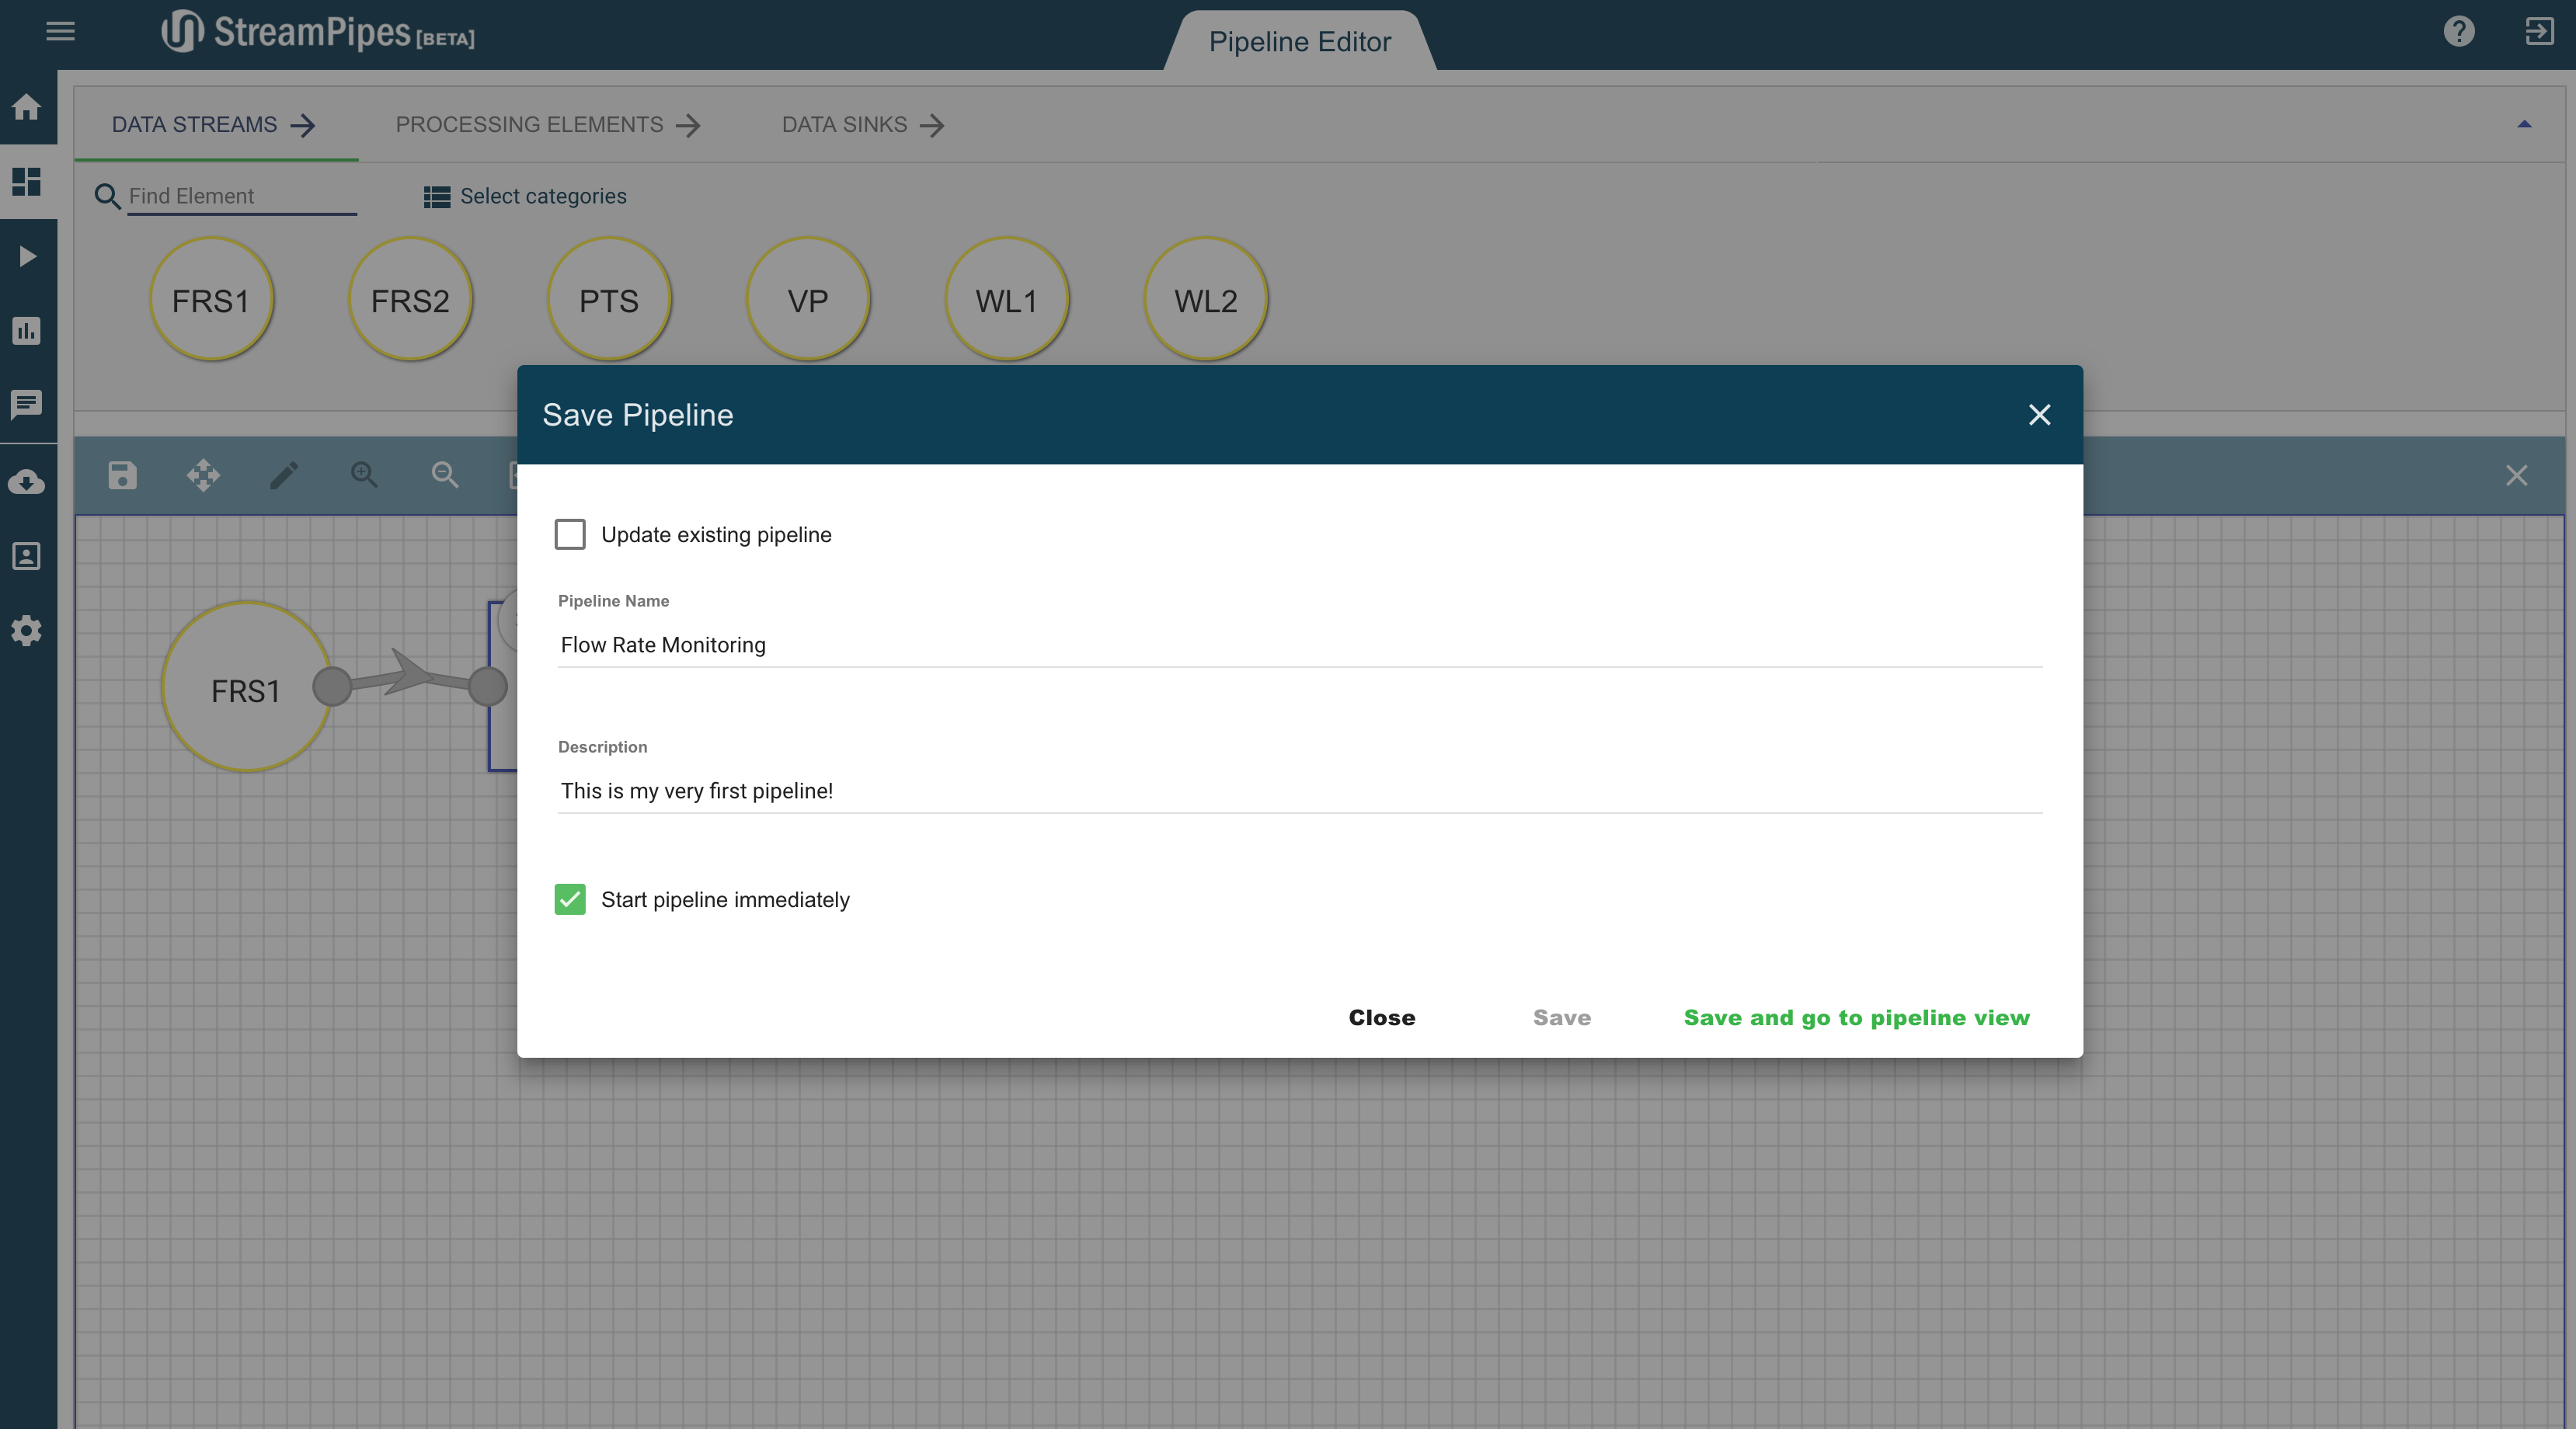 StreamPipes [BETA]
Pipeline Editor
DATA STREAMS
PROCESSING ELEMENTS
DATA SINKS
Find Element
Select categories
FRS1
FRS2
PTS
VP
WL1
WL2
Save Pipeline
Update existing pipeline
Pipeline Name
Flow Rate Monitoring
FRS1
Description
This is my very first pipeline!
Start pipeline immediately
Close
Save
Save and go to pipeline view